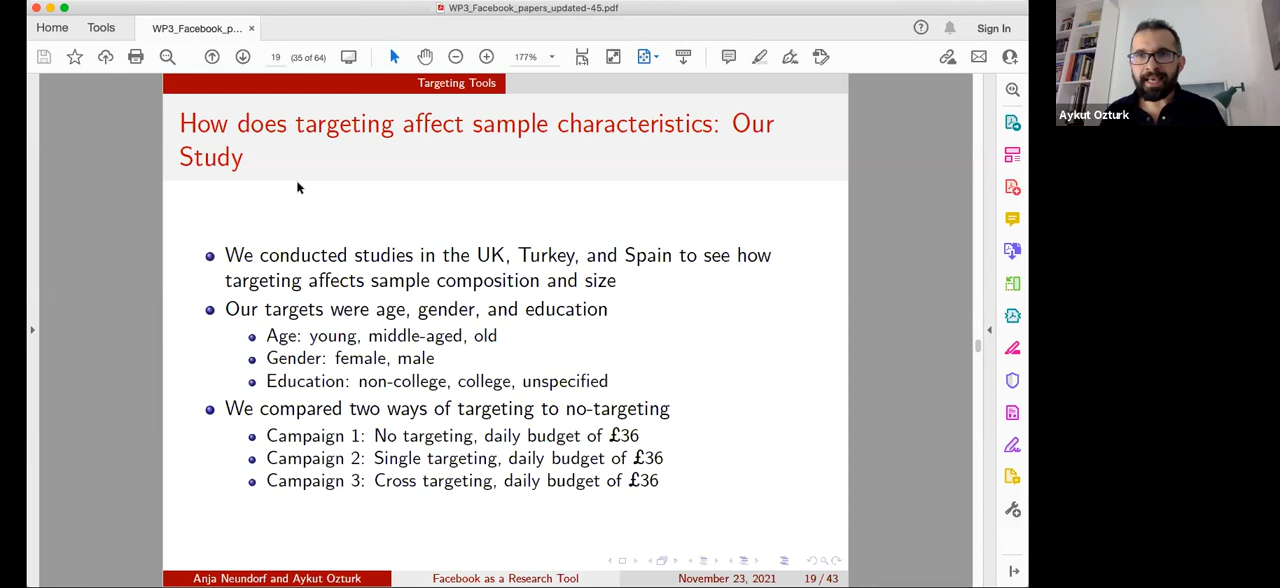 WP3_Facebook_papers_updated-45.pdf
Home
Tools
WP3_Facebook_p... ×
Sign In
19 (35 of 64)
177%
Targeting Tools
How does targeting affect sample characteristics: Our
Study
We conducted studies in the UK, Turkey, and Spain to see how
targeting affects sample composition and size
Our targets were age, gender, and education
Age: young, middle-aged, old
Gender: female, male
Education: non-college, college, unspecified
We compared two ways of targeting to no-targeting
Campaign 1: No targeting, daily budget of £36
Campaign 2: Single targeting, daily budget of £36
Campaign 3: Cross targeting, daily budget of £36
Anja Neundorf and Aykut Ozturk
Facebook as a Research Tool
November 23, 2021
19 / 43
Aykut Ozturk